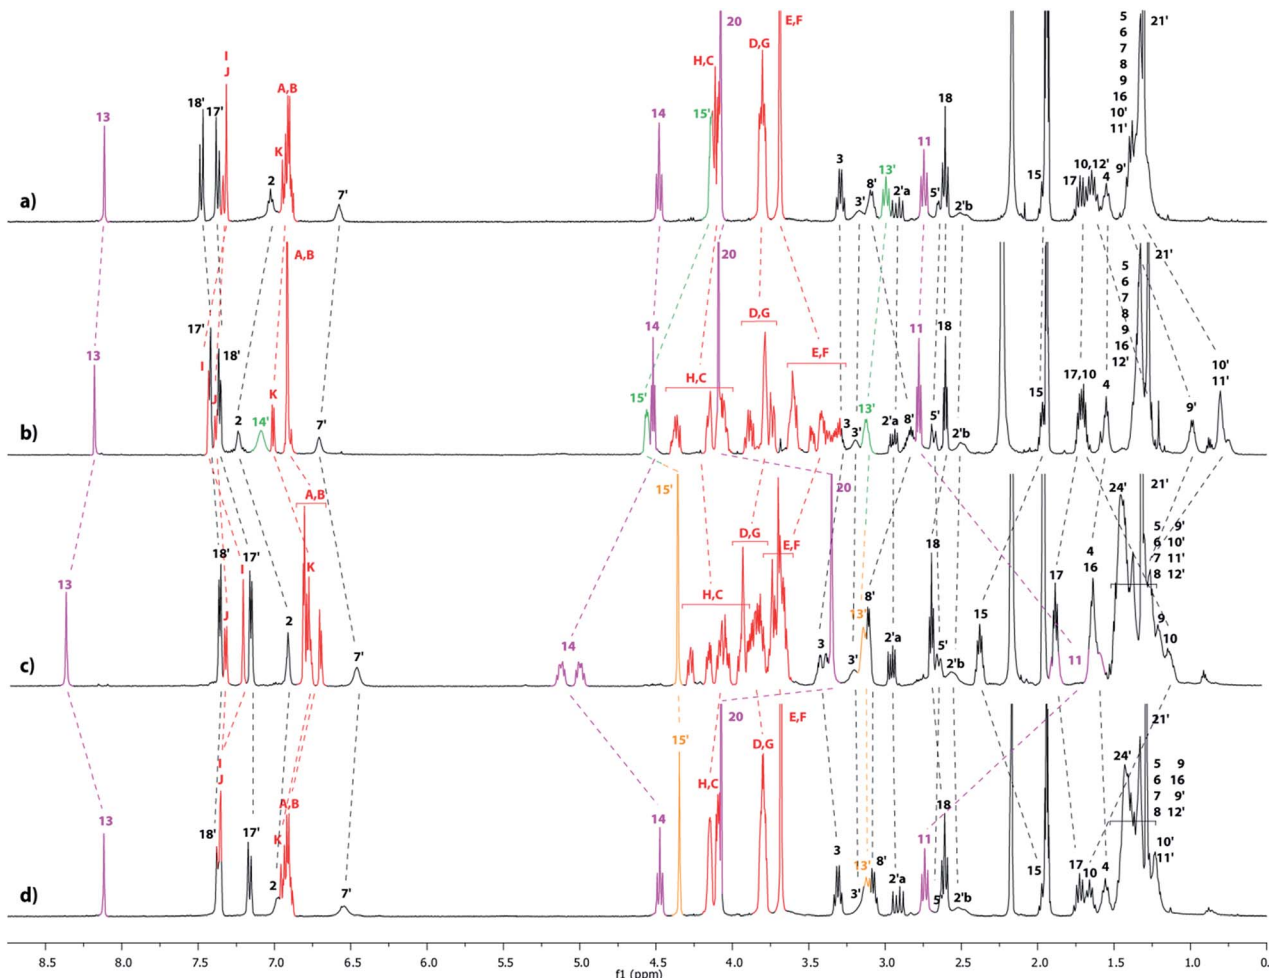 5
21'
20
E,F
6
I
7
D,G
J
H,C
8
18'
13
17'
A,B
14
15'
18
9
16
K
11
10'
3
13'
10,12'
11'
2
8'
2'a
17
4
9'
7'
3'
5'
2'b
15
a)
A,B
20
5
21'
6
7
D,G
8
17'
14
11
18
9
13
18'
E,F
16
10'
I
H,C
17,10
12'
11'
J
K
15'
13'
15
4
9'
2
14'
7'
3
3'
8'
2'a
5'
2'b
b)
15'
20
24'
21'
A,B
D,G
5 9'
E,F
18
6 10'
18'
17'
4
7 11'
13
I
K
16
8 12'
J
H,C
17
2
8'
13'
15
9
14
3
2'a
5'
11
10
7'
3'
2'b
c)
20
E,F
21'
15'
D,G
24'
5 9
I
6 16
J
H,C
7 9'
8 12'
13
A,B
14
18
18'
17'
K
11
10'
3
8'
11'
13'
17
4
2
15
10
7'
3'
2'a
5'
2'b
d)
8.5 8.0 7.5 7.0 6.5 6.0 5.5 5.0 4.5 4.0 3.5 3.0 2.5 2.0 1.5 1.0 0.
f1 (ppm)